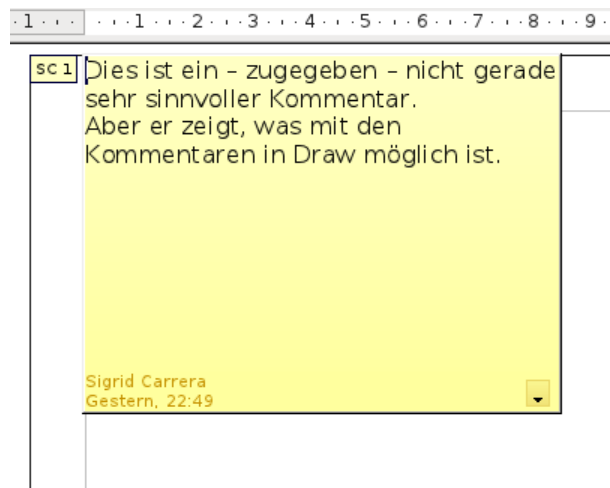 1 1 2 3 4 5 6 7 8 9
SC 1
Dies ist ein – zugegeben – nicht gerade
sehr sinnvoller Kommentar.
Aber er zeigt, was mit den
Kommentaren in Draw möglich ist.
Sigrid Carrera
Gestern, 22:49